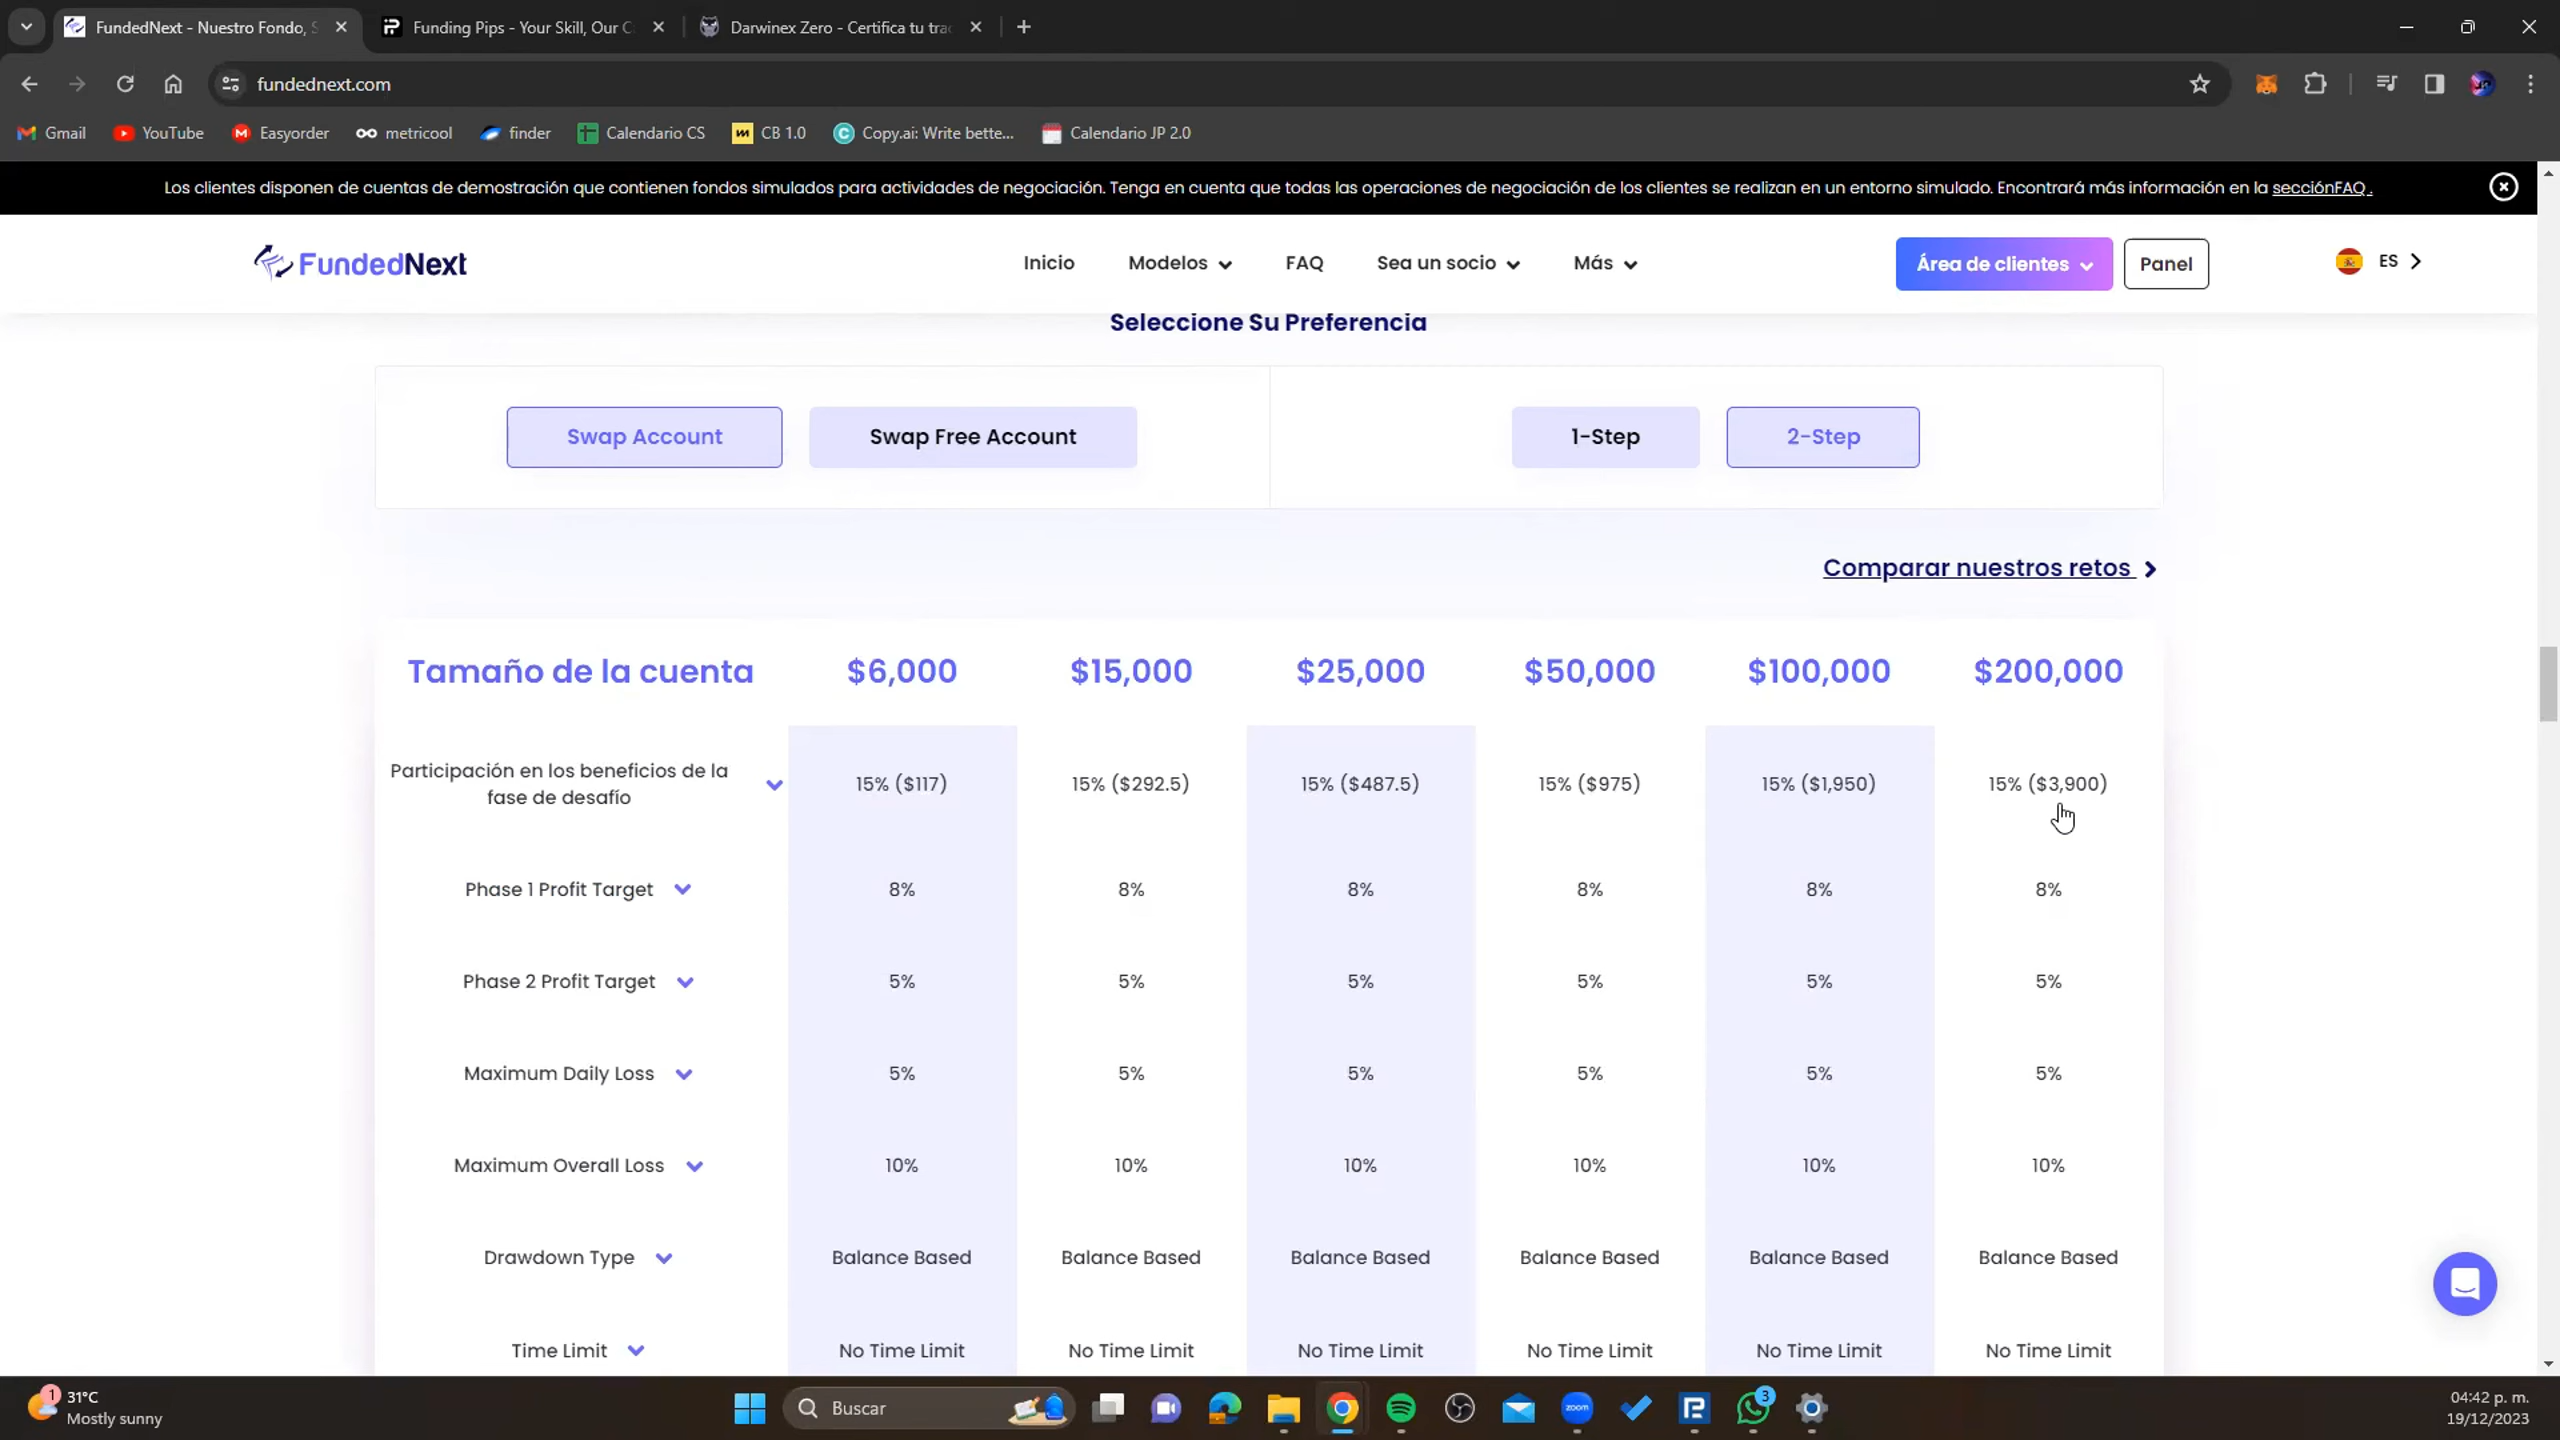 FundedNext - Nuestro Fondo, S
Funding Pips - Your Skill, Our C
Darwinex Zero - Certifica tu tra
fundednext.com
Gmail
YouTube
Easyorder
metricool
finder
Calendario CS
CB 1.0
Copy.ai: Write bette...
Calendario JP 2.0
Los clientes disponen de cuentas de demostración que contienen fondos simulados para actividades de negociación. Tenga en cuenta que todas las operaciones de negociación de los clientes se realizan en un entorno simulado. Encontrará más información en la secciónFAQ .
FundedNext
Inicio
Modelos
FAQ
Sea un socio
Más
Área de clientes
Panel
ES
Seleccione Su Preferencia
Swap Account
Swap Free Account
1-Step
2-Step
Comparar nuestros retos
Tamaño de la cuenta $6,000 $15,000 $25,000 $50,000 $100,000 $200,000
Participación en los beneficios de la
fase de desafío
15% ($117) 15% ($292.5) 15% ($487.5) 15% ($975) 15% ($1,950) 15% ($3,900)
Phase 1 Profit Target 8% 8% 8% 8% 8% 8%
Phase 2 Profit Target 5% 5% 5% 5% 5% 5%
Maximum Daily Loss 5% 5% 5% 5% 5% 5%
Maximum Overall Loss 10% 10% 10% 10% 10% 10%
Drawdown Type Balance Based Balance Based Balance Based Balance Based Balance Based Balance Based
Time Limit No Time Limit No Time Limit No Time Limit No Time Limit No Time Limit No Time Limit
1
31°C
Mostly sunny
Buscar
zoom
3
04:42 p. m.
19/12/2023